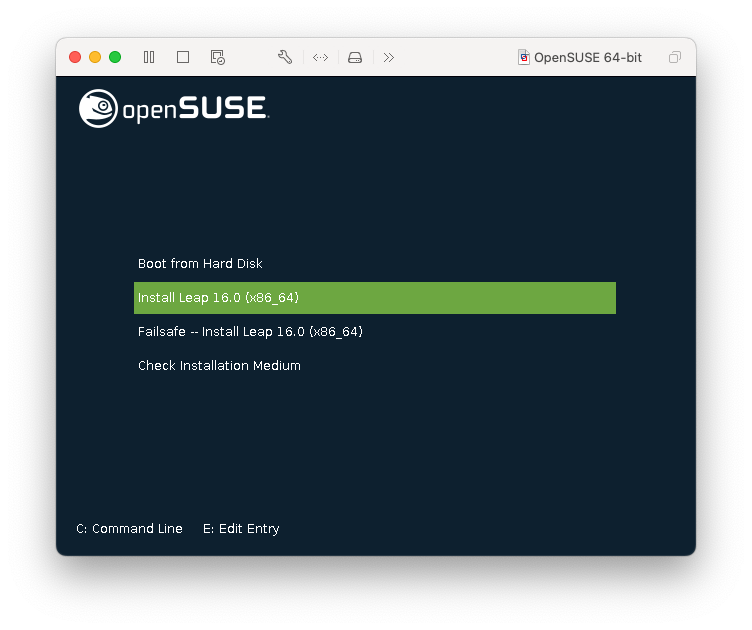 OpenSUSE 64-bit
openSUSE
Boot from Hard Disk
Install Leap 16.0 (x86_64)
Failsafe -- Install Leap 16.0 (x86_64)
Check Installation Medium
C: Command Line E: Edit Entry